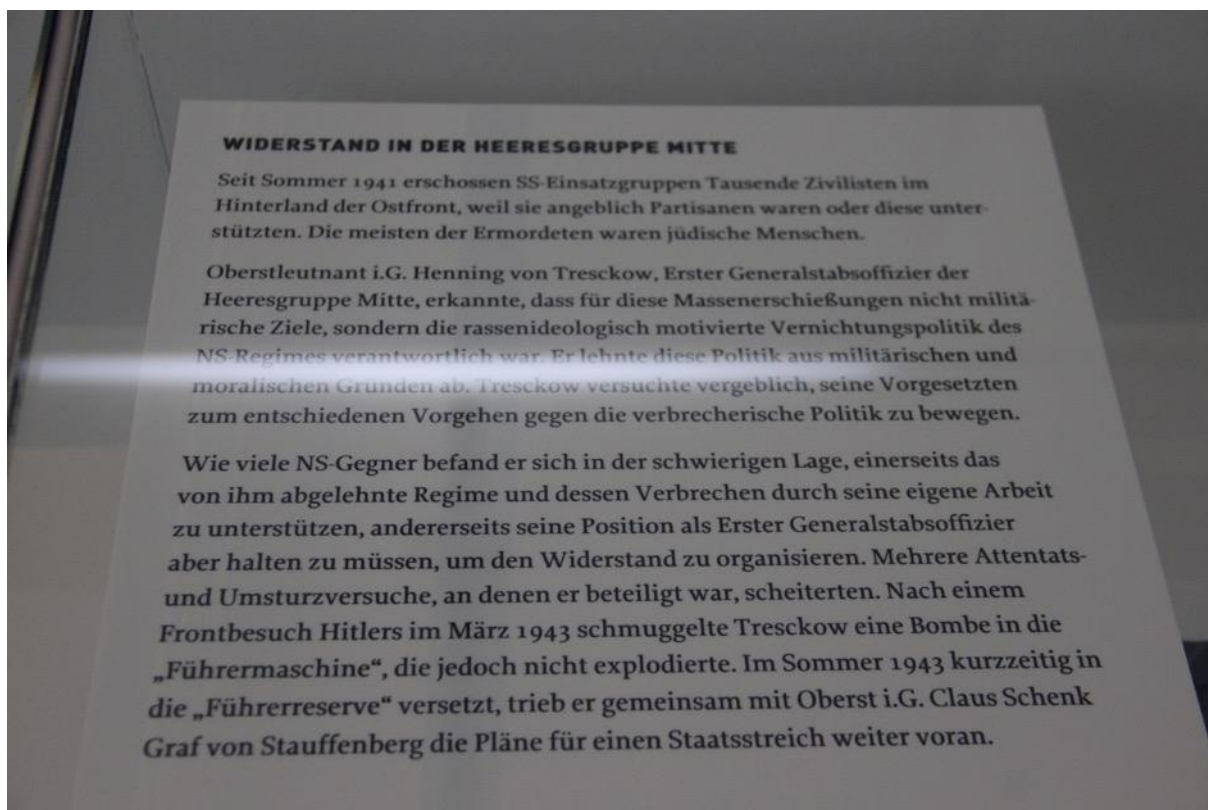 WIDERSTAND IN DER HEERESGRUPPE MITTE
Seit Sommer 1941 erschossen SS-Einsatzgruppen Tausende Zivilisten im
Hinterland der Ostfront, weil sie angeblich Partisanen waren oder diese unter-
stützten. Die meisten der Ermordeten waren jüdische Menschen.
Oberstleutnant i.G. Henning von Tresckow, Erster Generalstabsoffizier der
Heeresgruppe Mitte, erkannte, dass für diese Massenerschießungen nicht militä-
rische Ziele, sondern die rassenideologisch motivierte Vernichtungspolitik des
NS-Regimes verantwortlich war. Er lehnte diese Politik aus militärischen und
moralischen Gründen ab. Tresckow versuchte vergeblich, seine Vorgesetzten
zum entschiedenen Vorgehen gegen die verbrecherische Politik zu bewegen.
Wie viele NS-Gegner befand er sich in der schwierigen Lage, einerseits das
von ihm abgelehnte Regime und dessen Verbrechen durch seine eigene Arbeit
zu unterstützen, andererseits seine Position als Erster Generalstabsoffizier
aber halten zu müssen, um den Widerstand zu organisieren. Mehrere Attentats-
und Umsturzversuche, an denen er beteiligt war, scheiterten. Nach einem
Frontbesuch Hitlers im März 1943 schmuggelte Tresckow eine Bombe in die
„Führermaschine“, die jedoch nicht explodierte. Im Sommer 1943 kurzzeitig in
die „Führerreserve“ versetzt, trieb er gemeinsam mit Oberst i.G. Claus Schenk
Graf von Stauffenberg die Pläne für einen Staatsstreich weiter voran.